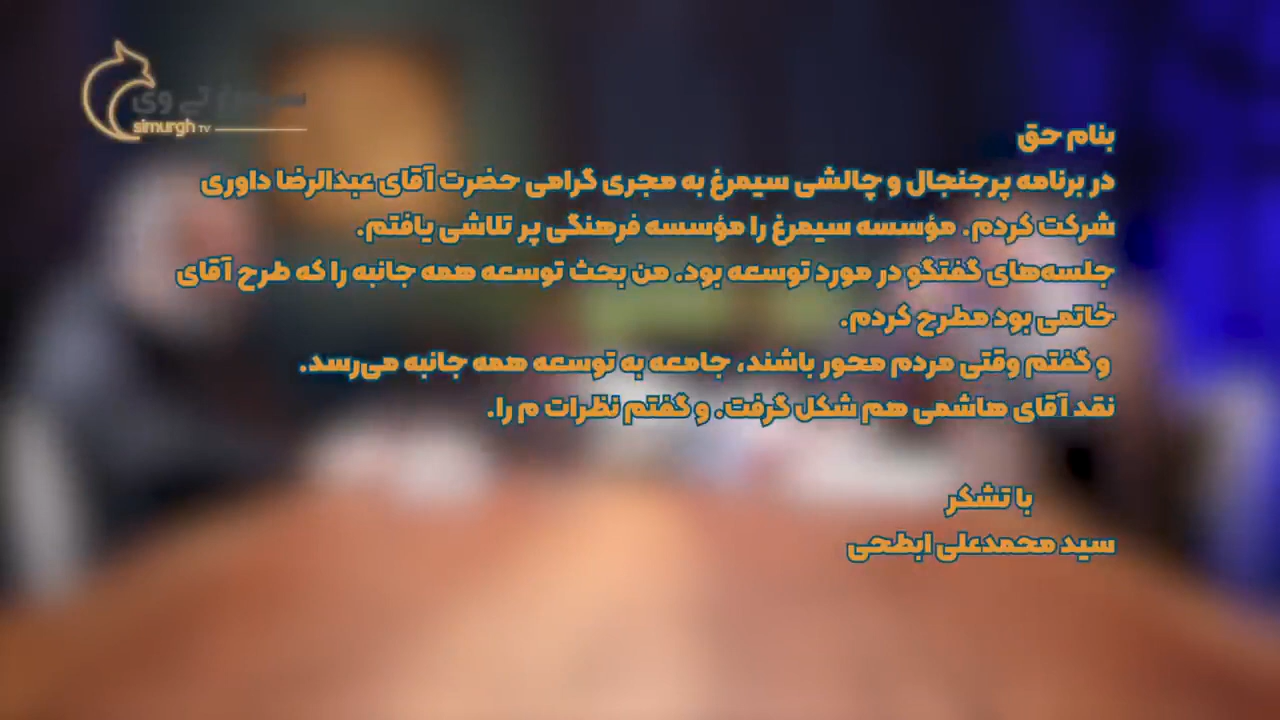 سیمرغ تی وی
simurgh TV
بنام حق
در برنامه پرجنجال و چالشی سیمرغ به مجری گرامی حضرت آقای عبدالرضا داوری
شرکت کردم. مؤسسه سیمرغ را مؤسسه فرهنگی پر تلاشی یافتم.
جلسه‌های گفتگو در مورد توسعه بود. من بحث توسعه همه جانبه را که طرح آقای
خاتمی بود مطرح کردم.
و گفتم وقتی مردم محور باشند، جامعه به توسعه همه جانبه می‌رسد.
نقد آقای هاشمی هم شکل گرفت. و گفتم نظرات م را.
با تشکر
سید محمدعلی ابطحی